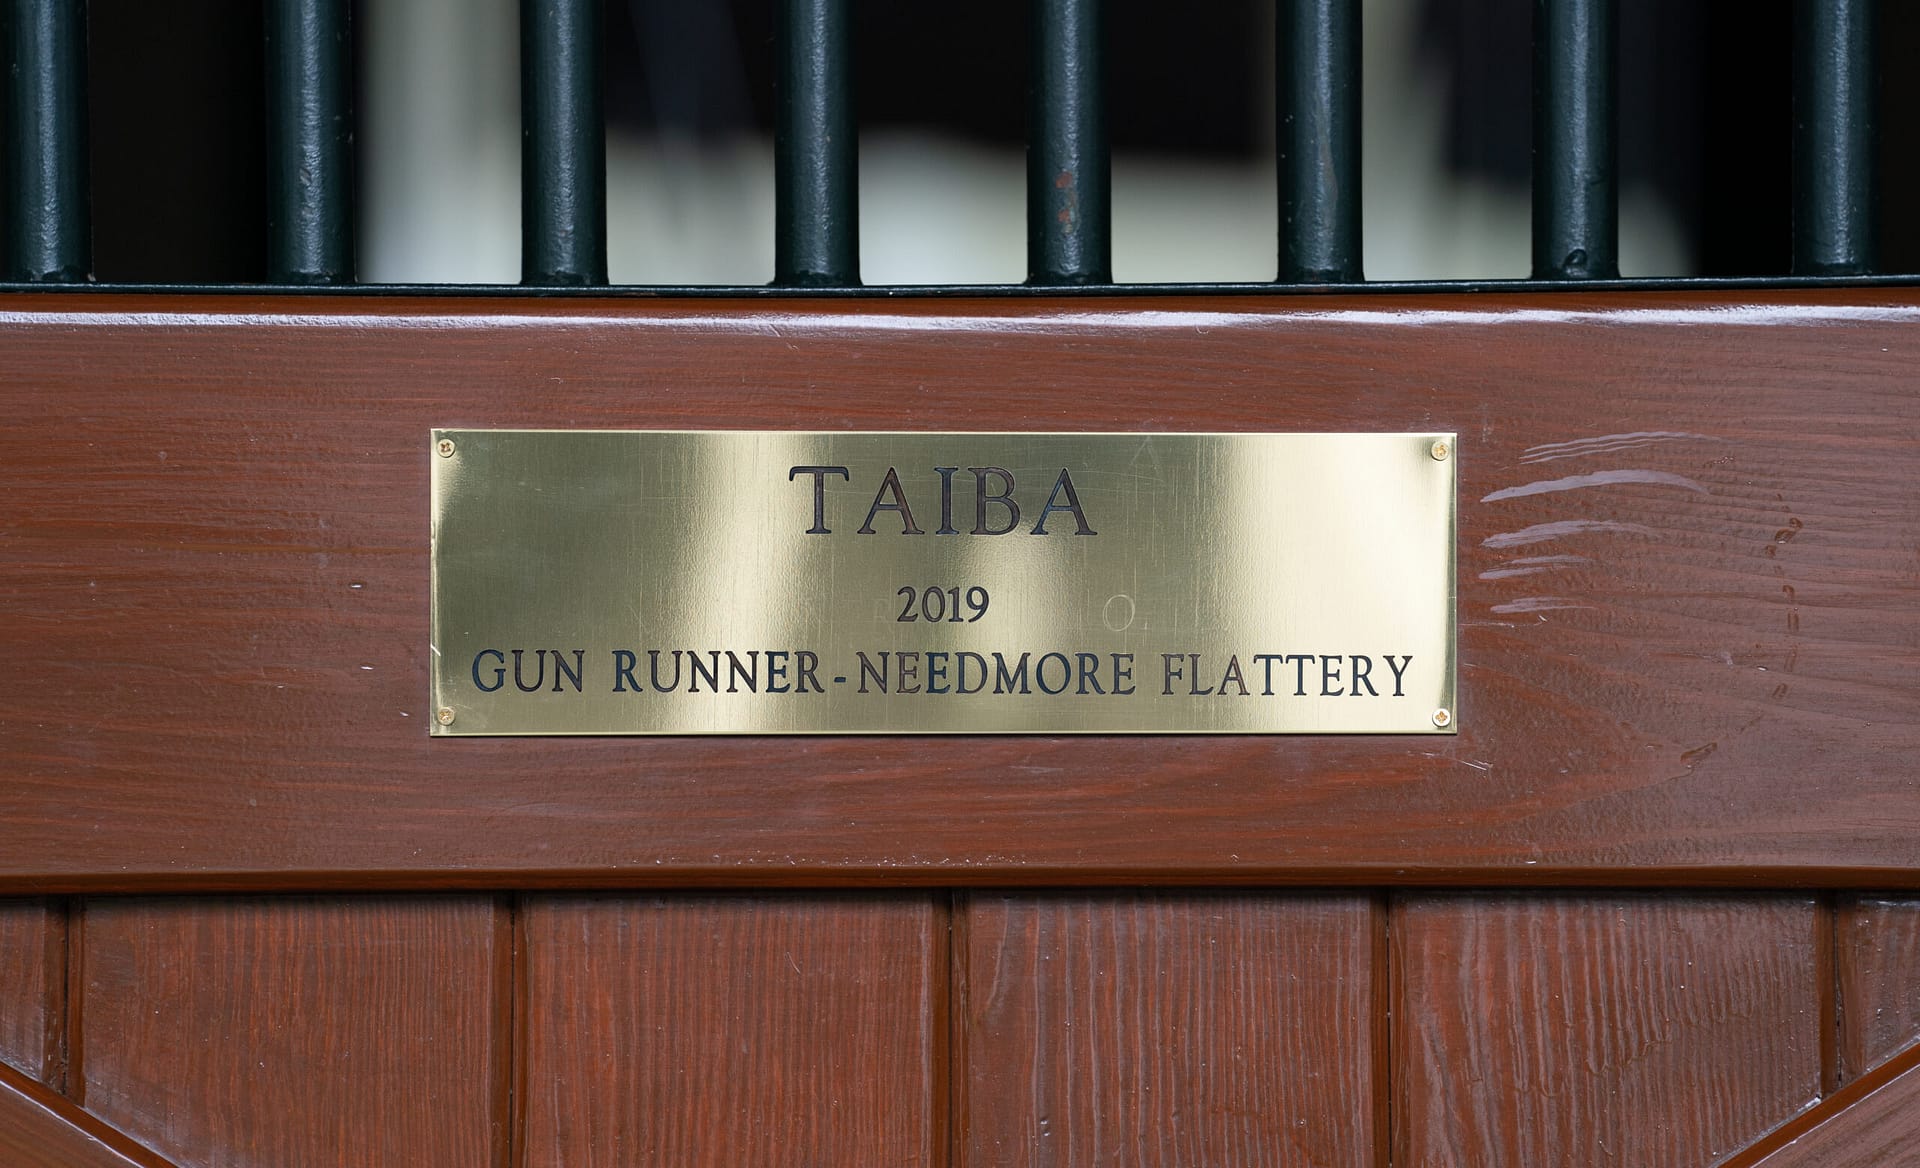 TAIBA
2019
GUN RUNNER-NEEDMORE FLATTERY